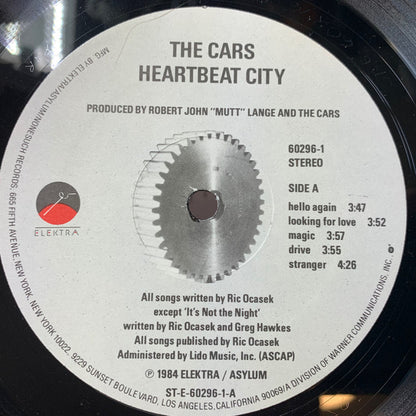 THE CARS
HEARTBEAT CITY
PRODUCED BY ROBERT JOHN "MUTT" LANGE AND THE CARS
60296-1
STEREO
SIDE A
hello again 3:47
looking for love 3:52
magic 3:57
drive 3:55
stranger 4:26
ELEKTRA
All songs written by Ric Ocasek
except 'It's Not the Night'
written by Ric Ocasek and Greg Hawkes
All songs published by Ric Ocasek
Administered by Lido Music, Inc. (ASCAP)
℗ 1984 ELEKTRA / ASYLUM
ST-E-60296-1-A
MFG. BY ELEKTRA/ASYLUM/NONESUCH RECORDS, 665 FIFTH AVENUE, NEW YORK, NEW YORK 10022, 9229 SUNSET BOULEVARD, LOS ANGELES, CALIFORNIA 90069/A DIVISION OF WARNER COMMUNICATIONS, INC.